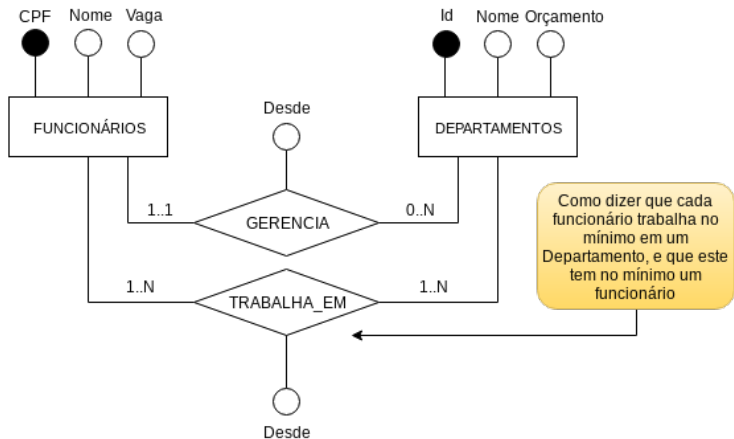 CPF Nome Vaga
Id Nome Orçamento
FUNCIONÁRIOS
DEPARTAMENTOS
Desde
1..1
GERENCIA
0..N
1..N
TRABALHA_EM
1..N
Desde
Como dizer que cada
funcionário trabalha no
mínimo em um
Departamento, e que este
tem no mínimo um
funcionário